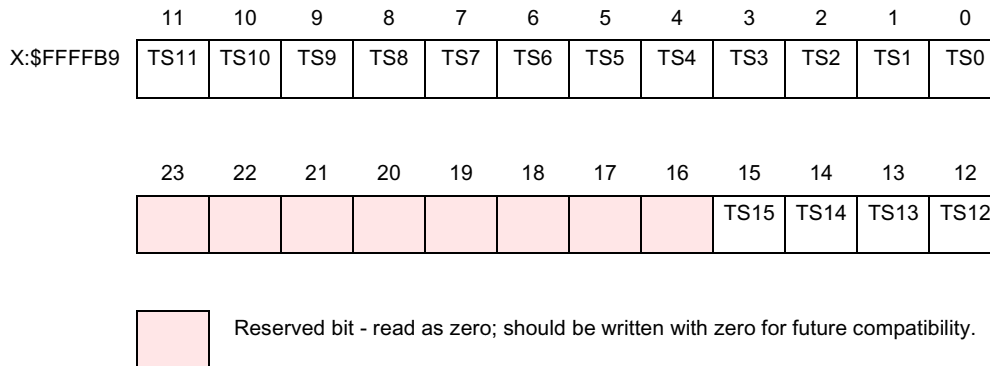 11 10 9 8 7 6 5 4 3 2 1 0
X:$FFFFB9 TS11 TS10 TS9 TS8 TS7 TS6 TS5 TS4 TS3 TS2 TS1 TS0
23 22 21 20 19 18 17 16 15 14 13 12
TS15 TS14 TS13 TS12
Reserved bit - read as zero; should be written with zero for future compatibility.